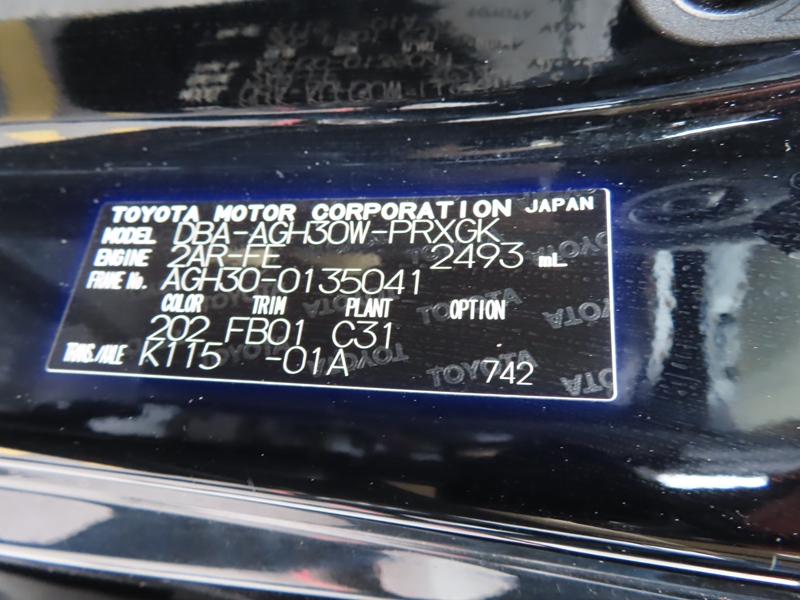 TOYOTA MOTOR CORPORATION JAPAN
MODEL DBA-AGH30W-PRXGK
ENGINE 2AR-FE 2493 mL
FRAME No. AGH30-0135041
COLOR TRIM PLANT OPTION
202 FB01 C31
TRANS./AXLE K115 -01A 742